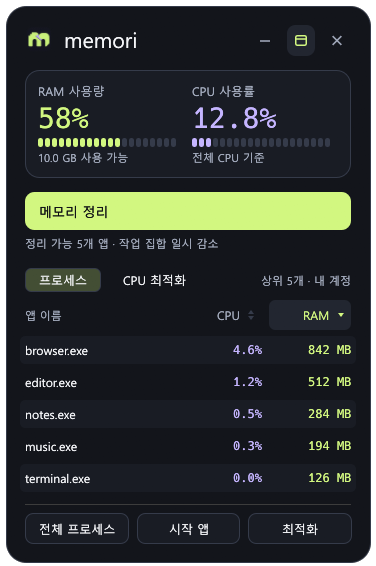 memori
RAM 사용량
58%
10.0 GB 사용 가능
CPU 사용률
12.8%
전체 CPU 기준
메모리 정리
정리 가능 5개 앱 · 작업 집합 일시 감소
프로세스 CPU 최적화 상위 5개 · 내 계정
앱 이름 CPU RAM
browser.exe 4.6% 842 MB
editor.exe 1.2% 512 MB
notes.exe 0.5% 284 MB
music.exe 0.3% 194 MB
terminal.exe 0.0% 126 MB
전체 프로세스 시작 앱 최적화